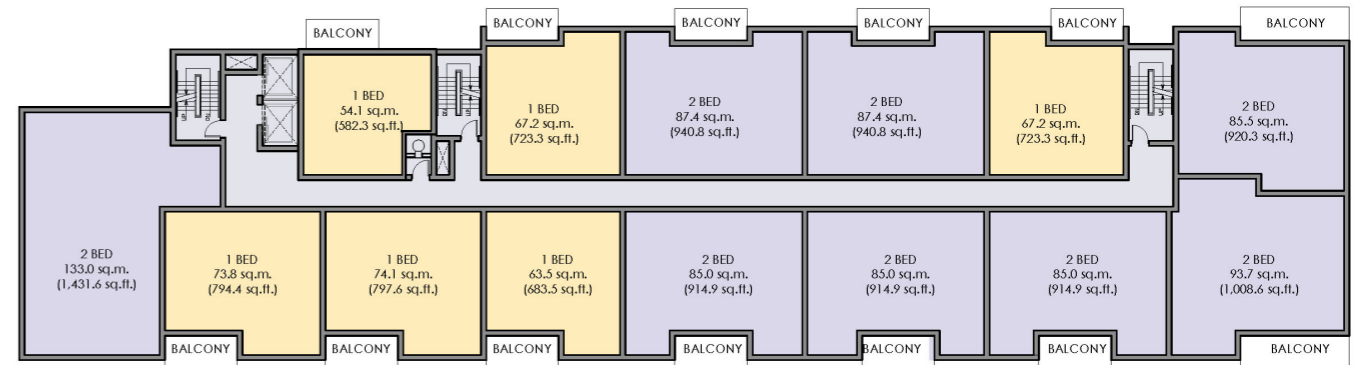 BALCONY
BALCONY
BALCONY
BALCONY
BALCONY
BALCONY
1 BED
54.1 sq.m.
(582.3 sq.ft.)
1 BED
67.2 sq.m.
(723.3 sq.ft.)
2 BED
87.4 sq.m.
(940.8 sq.ft.)
2 BED
87.4 sq.m.
(940.8 sq.ft.)
1 BED
67.2 sq.m.
(723.3 sq.ft.)
2 BED
85.5 sq.m.
(920.3 sq.ft.)
2 BED
133.0 sq.m.
(1,431.6 sq.ft.)
1 BED
73.8 sq.m.
(794.4 sq.ft.)
1 BED
74.1 sq.m.
(797.6 sq.ft.)
1 BED
63.5 sq.m.
(683.5 sq.ft.)
2 BED
85.0 sq.m.
(914.9 sq.ft.)
2 BED
85.0 sq.m.
(914.9 sq.ft.)
2 BED
85.0 sq.m.
(914.9 sq.ft.)
2 BED
93.7 sq.m.
(1,008.6 sq.ft.)
BALCONY
BALCONY
BALCONY
BALCONY
BALCONY
BALCONY
BALCONY